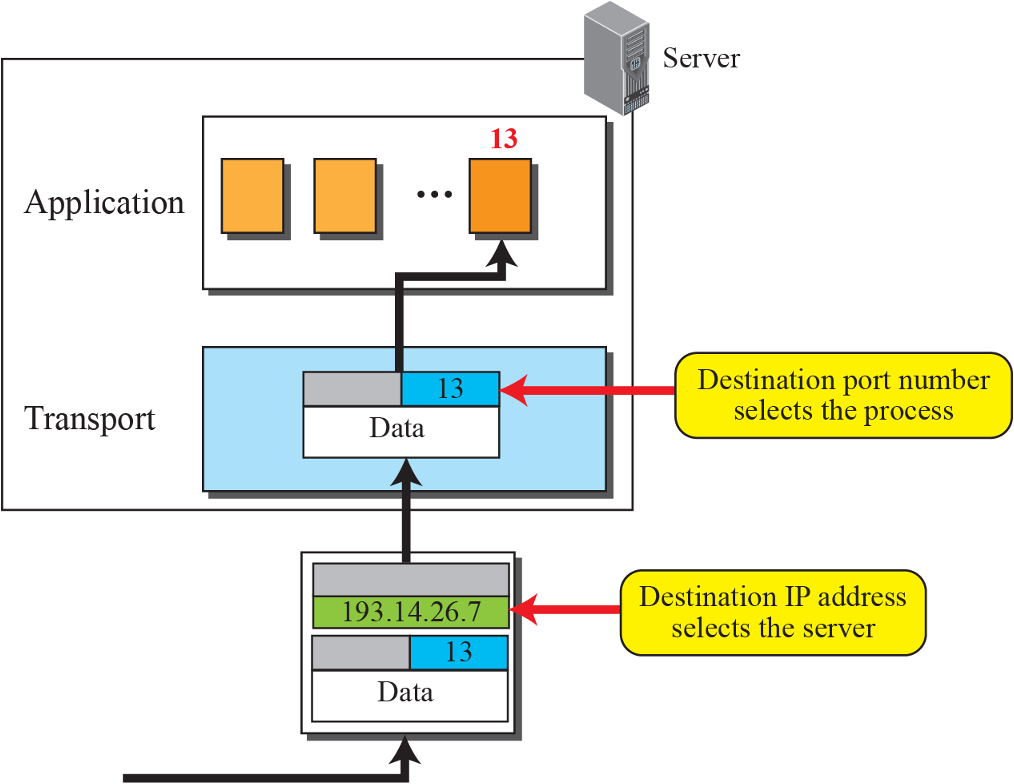 Server
13
Application
...
13
Destination port number
selects the process
Transport
Data
193.14.26.7
Destination IP address
selects the server
13
Data